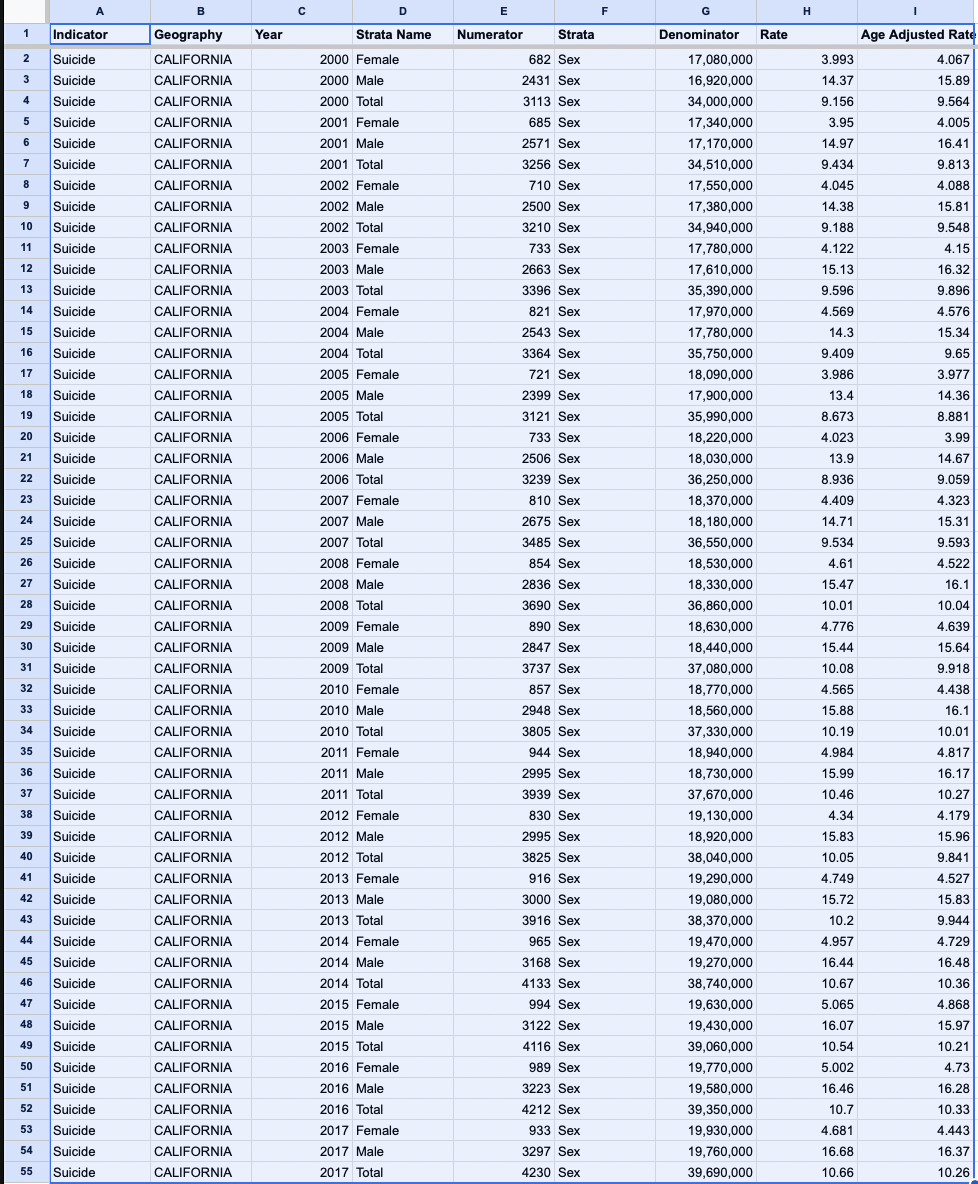 A B C D E F G H I
1 Indicator Geography Year Strata Name Numerator Strata Denominator Rate Age Adjusted Rate
2 Suicide CALIFORNIA 2000 Female 682 Sex 17,080,000 3.993 4.067
3 Suicide CALIFORNIA 2000 Male 2431 Sex 16,920,000 14.37 15.89
4 Suicide CALIFORNIA 2000 Total 3113 Sex 34,000,000 9.156 9.564
5 Suicide CALIFORNIA 2001 Female 685 Sex 17,340,000 3.95 4.005
6 Suicide CALIFORNIA 2001 Male 2571 Sex 17,170,000 14.97 16.41
7 Suicide CALIFORNIA 2001 Total 3256 Sex 34,510,000 9.434 9.813
8 Suicide CALIFORNIA 2002 Female 710 Sex 17,550,000 4.045 4.088
9 Suicide CALIFORNIA 2002 Male 2500 Sex 17,380,000 14.38 15.81
10 Suicide CALIFORNIA 2002 Total 3210 Sex 34,940,000 9.188 9.548
11 Suicide CALIFORNIA 2003 Female 733 Sex 17,780,000 4.122 4.15
12 Suicide CALIFORNIA 2003 Male 2663 Sex 17,610,000 15.13 16.32
13 Suicide CALIFORNIA 2003 Total 3396 Sex 35,390,000 9.596 9.896
14 Suicide CALIFORNIA 2004 Female 821 Sex 17,970,000 4.569 4.576
15 Suicide CALIFORNIA 2004 Male 2543 Sex 17,780,000 14.3 15.34
16 Suicide CALIFORNIA 2004 Total 3364 Sex 35,750,000 9.409 9.65
17 Suicide CALIFORNIA 2005 Female 721 Sex 18,090,000 3.986 3.977
18 Suicide CALIFORNIA 2005 Male 2399 Sex 17,900,000 13.4 14.36
19 Suicide CALIFORNIA 2005 Total 3121 Sex 35,990,000 8.673 8.881
20 Suicide CALIFORNIA 2006 Female 733 Sex 18,220,000 4.023 3.99
21 Suicide CALIFORNIA 2006 Male 2506 Sex 18,030,000 13.9 14.67
22 Suicide CALIFORNIA 2006 Total 3239 Sex 36,250,000 8.936 9.059
23 Suicide CALIFORNIA 2007 Female 810 Sex 18,370,000 4.409 4.323
24 Suicide CALIFORNIA 2007 Male 2675 Sex 18,180,000 14.71 15.31
25 Suicide CALIFORNIA 2007 Total 3485 Sex 36,550,000 9.534 9.593
26 Suicide CALIFORNIA 2008 Female 854 Sex 18,530,000 4.61 4.522
27 Suicide CALIFORNIA 2008 Male 2836 Sex 18,330,000 15.47 16.1
28 Suicide CALIFORNIA 2008 Total 3690 Sex 36,860,000 10.01 10.04
29 Suicide CALIFORNIA 2009 Female 890 Sex 18,630,000 4.776 4.639
30 Suicide CALIFORNIA 2009 Male 2847 Sex 18,440,000 15.44 15.64
31 Suicide CALIFORNIA 2009 Total 3737 Sex 37,080,000 10.08 9.918
32 Suicide CALIFORNIA 2010 Female 857 Sex 18,770,000 4.565 4.438
33 Suicide CALIFORNIA 2010 Male 2948 Sex 18,560,000 15.88 16.1
34 Suicide CALIFORNIA 2010 Total 3805 Sex 37,330,000 10.19 10.01
35 Suicide CALIFORNIA 2011 Female 944 Sex 18,940,000 4.984 4.817
36 Suicide CALIFORNIA 2011 Male 2995 Sex 18,730,000 15.99 16.17
37 Suicide CALIFORNIA 2011 Total 3939 Sex 37,670,000 10.46 10.27
38 Suicide CALIFORNIA 2012 Female 830 Sex 19,130,000 4.34 4.179
39 Suicide CALIFORNIA 2012 Male 2995 Sex 18,920,000 15.83 15.96
40 Suicide CALIFORNIA 2012 Total 3825 Sex 38,040,000 10.05 9.841
41 Suicide CALIFORNIA 2013 Female 916 Sex 19,290,000 4.749 4.527
42 Suicide CALIFORNIA 2013 Male 3000 Sex 19,080,000 15.72 15.83
43 Suicide CALIFORNIA 2013 Total 3916 Sex 38,370,000 10.2 9.944
44 Suicide CALIFORNIA 2014 Female 965 Sex 19,470,000 4.957 4.729
45 Suicide CALIFORNIA 2014 Male 3168 Sex 19,270,000 16.44 16.48
46 Suicide CALIFORNIA 2014 Total 4133 Sex 38,740,000 10.67 10.36
47 Suicide CALIFORNIA 2015 Female 994 Sex 19,630,000 5.065 4.868
48 Suicide CALIFORNIA 2015 Male 3122 Sex 19,430,000 16.07 15.97
49 Suicide CALIFORNIA 2015 Total 4116 Sex 39,060,000 10.54 10.21
50 Suicide CALIFORNIA 2016 Female 989 Sex 19,770,000 5.002 4.73
51 Suicide CALIFORNIA 2016 Male 3223 Sex 19,580,000 16.46 16.28
52 Suicide CALIFORNIA 2016 Total 4212 Sex 39,350,000 10.7 10.33
53 Suicide CALIFORNIA 2017 Female 933 Sex 19,930,000 4.681 4.443
54 Suicide CALIFORNIA 2017 Male 3297 Sex 19,760,000 16.68 16.37
55 Suicide CALIFORNIA 2017 Total 4230 Sex 39,690,000 10.66 10.26